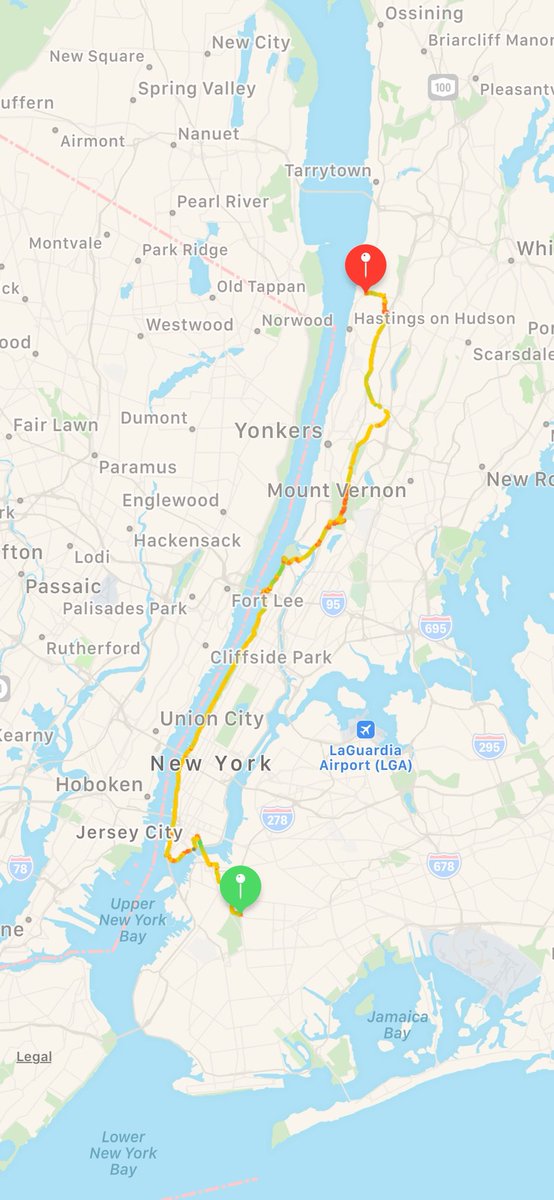 Ossining
New City
Briarcliff Manor
New Square
100
Pleasantv
Spring Valley
uffern
Airmont
Nanuet
Tarrytown
Pearl River
Montvale
Park Ridge
Whi
ck
Old Tappan
Norwood
Hastings on Hudson
Westwood
Por
ood
Scarsdale
Dumont
Fair Lawn
Yonkers
Paramus
Englewood
Mount Vernon
New Ro
rk
Hackensack
fton
Lodi
Passaic
Palisades Park
Fort Lee
95
695
Rutherford
Cliffside Park
Union City
Kearny
LaGuardia
Airport (LGA)
295
New York
Hoboken
278
Jersey City
78
678
Upper
New York
Bay
ne
Jamaica
Bay
Legal
Lower
New York
Bay